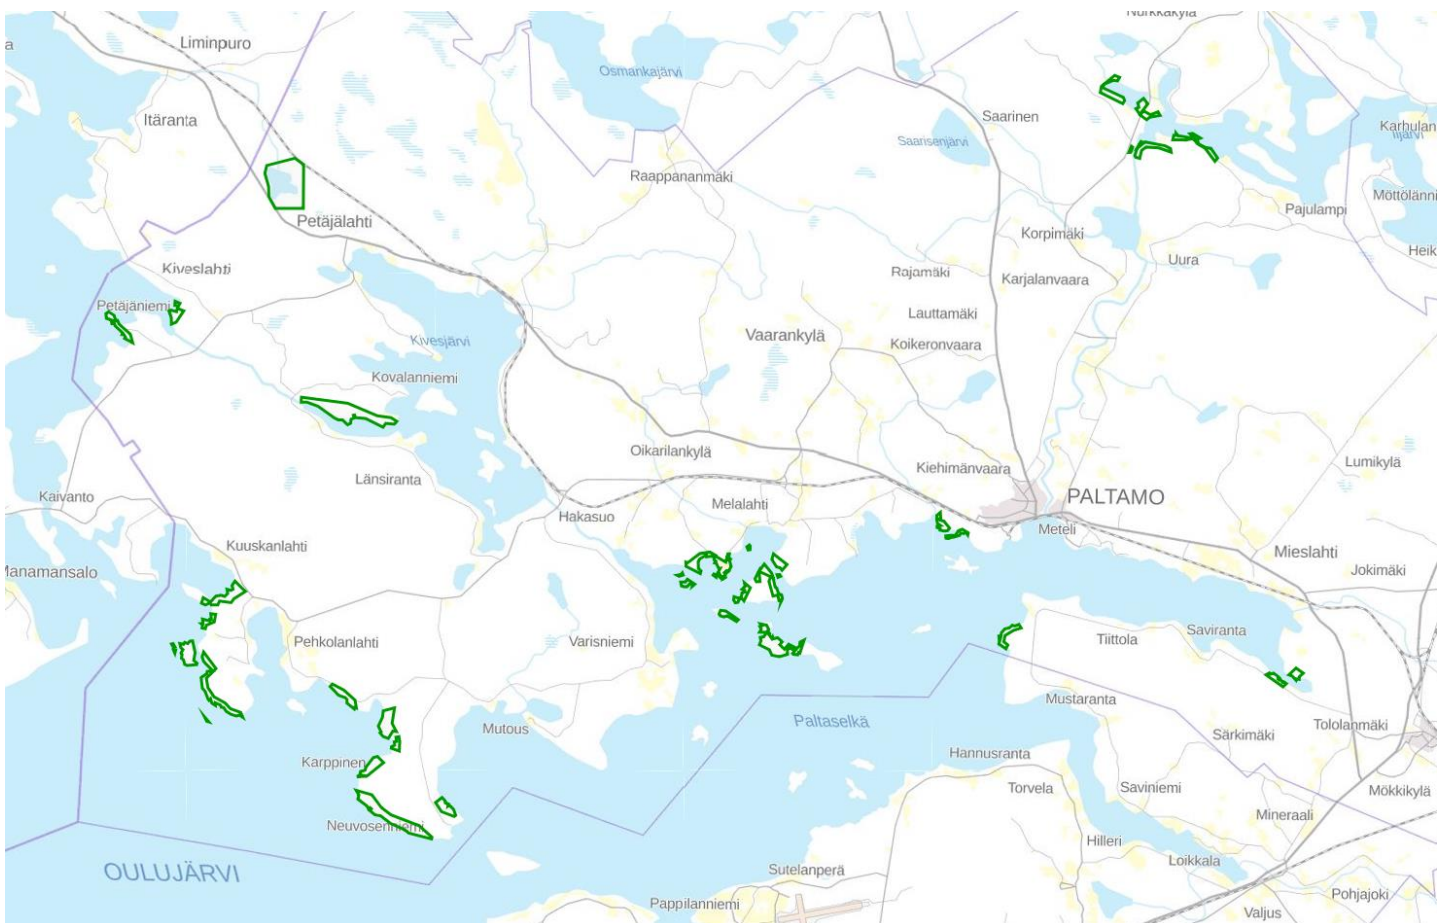 Nurkkakylä
Liminpuro
a
Osmankajärvi
Itäranta
Saarinen
Karhulan
Iijärvi
Saarisenjärvi
Raappananmäki
Möttölänni
Petäjälahti
Pajulampi
Korpimäki
Heik
Uura
Kiveslahti
Rajamäki
Karjalanvaara
Petäjäniemi
Lauttamäki
Vaarankylä
Kivesjärvi
Koikeronvaara
Kovalanniemi
Oikarilankylä
Lumikylä
Kiehimänvaara
Länsiranta
Kaivanto
PALTAMO
Melalahti
Hakasuo
Meteli
Kuuskanlahti
Mieslahti
Manamansalo
Jokimäki
Pehkolanlahti
Varisniemi
Tiittola
Saviranta
Mustaranta
Paltaselkä
Mutous
Tololanmäki
Särkimäki
Hannusranta
Karppinen
Torvela
Saviniemi
Mökkikylä
Mineraali
Neuvosenniemi
Hilleri
Loikkala
OULUJÄRVI
Sutelanperä
Pohjajoki
Pappilanniemi
Valjus